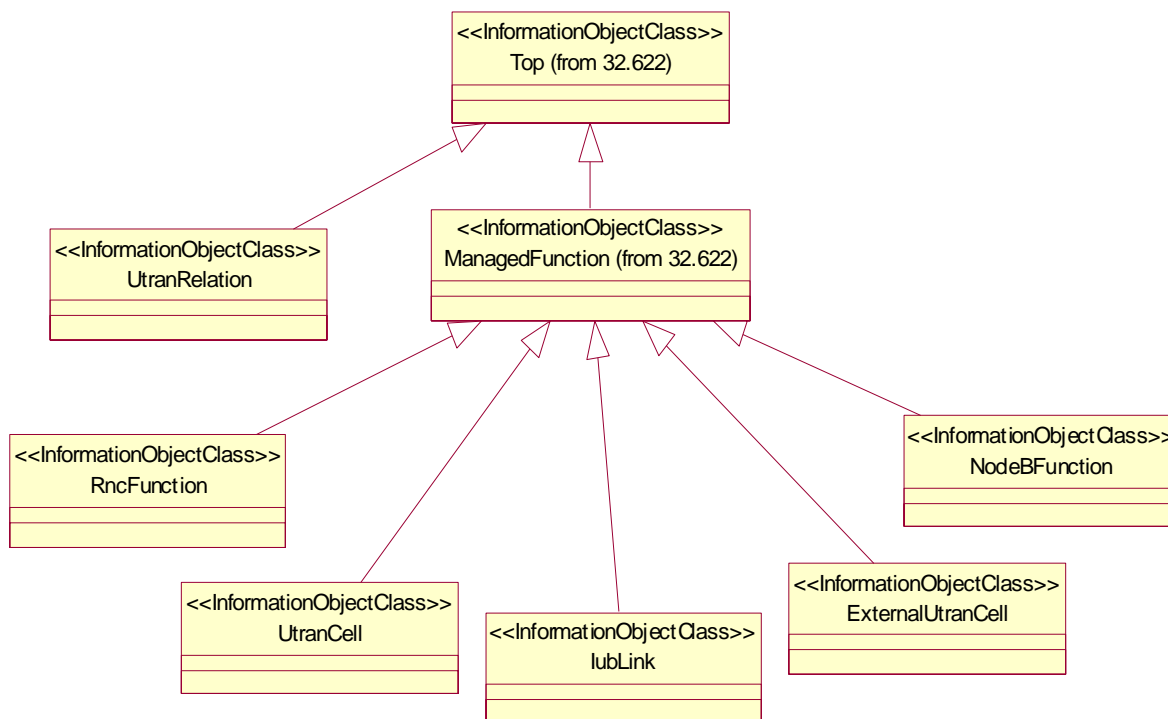 <<InformationObjectClass>>
Top (from 32.622)
<<InformationObjectClass>>
ManagedFunction (from 32.622)
<<InformationObjectClass>>
UtranRelation
<<InformationObjectClass>>
NodeBFunction
<<InformationObjectClass>>
RncFunction
<<InformationObjectClass>>
ExternalUtranCell
<<InformationObjectClass>>
UtranCell
<<InformationObjectClass>>
IubLink